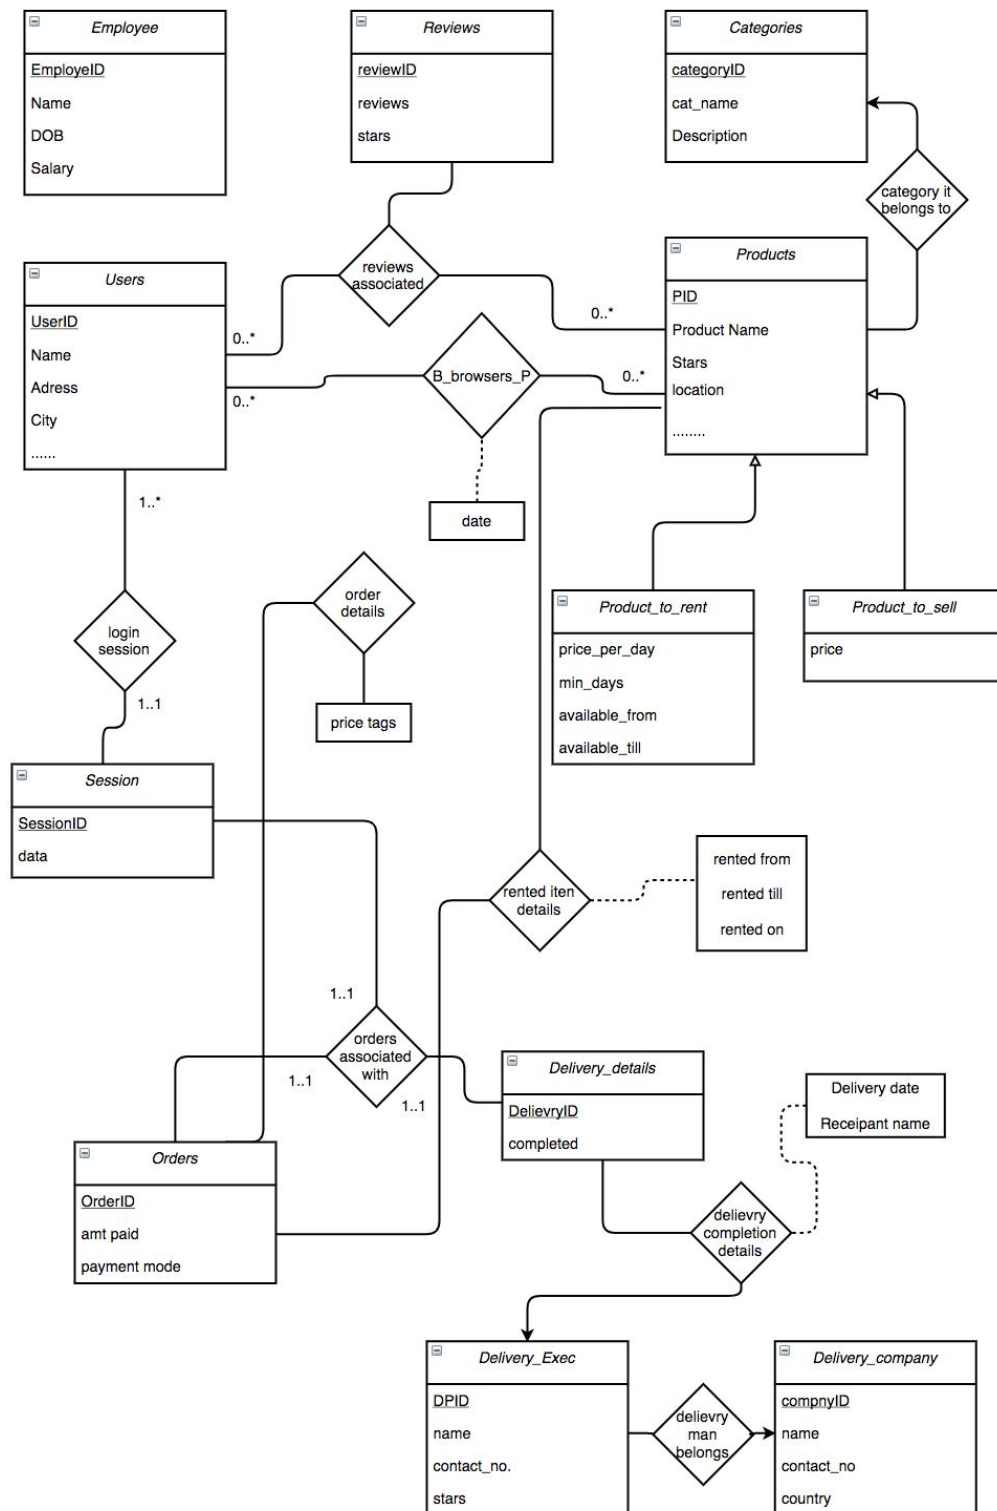 Employee
EmployeID
Name
DOB
Salary
Reviews
reviewID
reviews
stars
Categories
categoryID
cat_name
Description
category it
belongs to
reviews
associated
Users
UserID
Name
Adress
City
......
0..*
0..*
0..*
0..*
B_browsers_P
date
Products
PID
Product Name
Stars
location
........
1..*
login
session
1..1
order
details
price tags
Product_to_rent
price_per_day
min_days
available_from
available_till
Product_to_sell
price
Session
SessionID
data
rented iten
details
rented from
rented till
rented on
1..1
orders
associated
with
1..1
1..1
Delivery_details
DelievryID
completed
Delivery date
Receipant name
Orders
OrderID
amt paid
payment mode
delievry
completion
details
Delivery_Exec
DPID
name
contact_no.
stars
delievry
man
belongs
Delivery_company
compnyID
name
contact_no
country